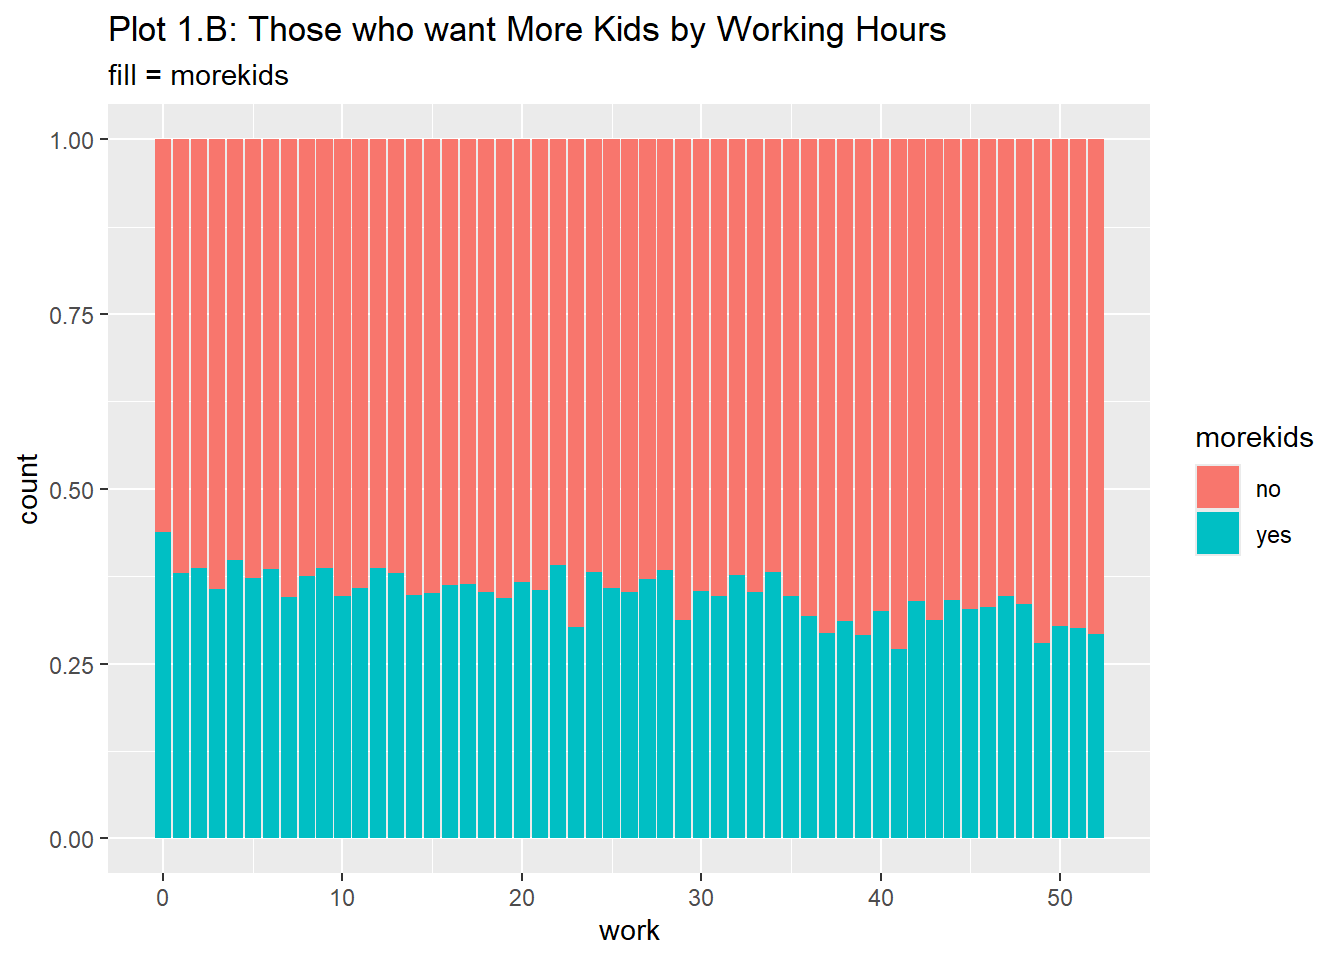 Plot 1.B: Those who want More Kids by Working Hours
fill = morekids
1.00
0.75
0.50
0.25
0.00
count
0
10
20
30
40
50
work
morekids
no
yes